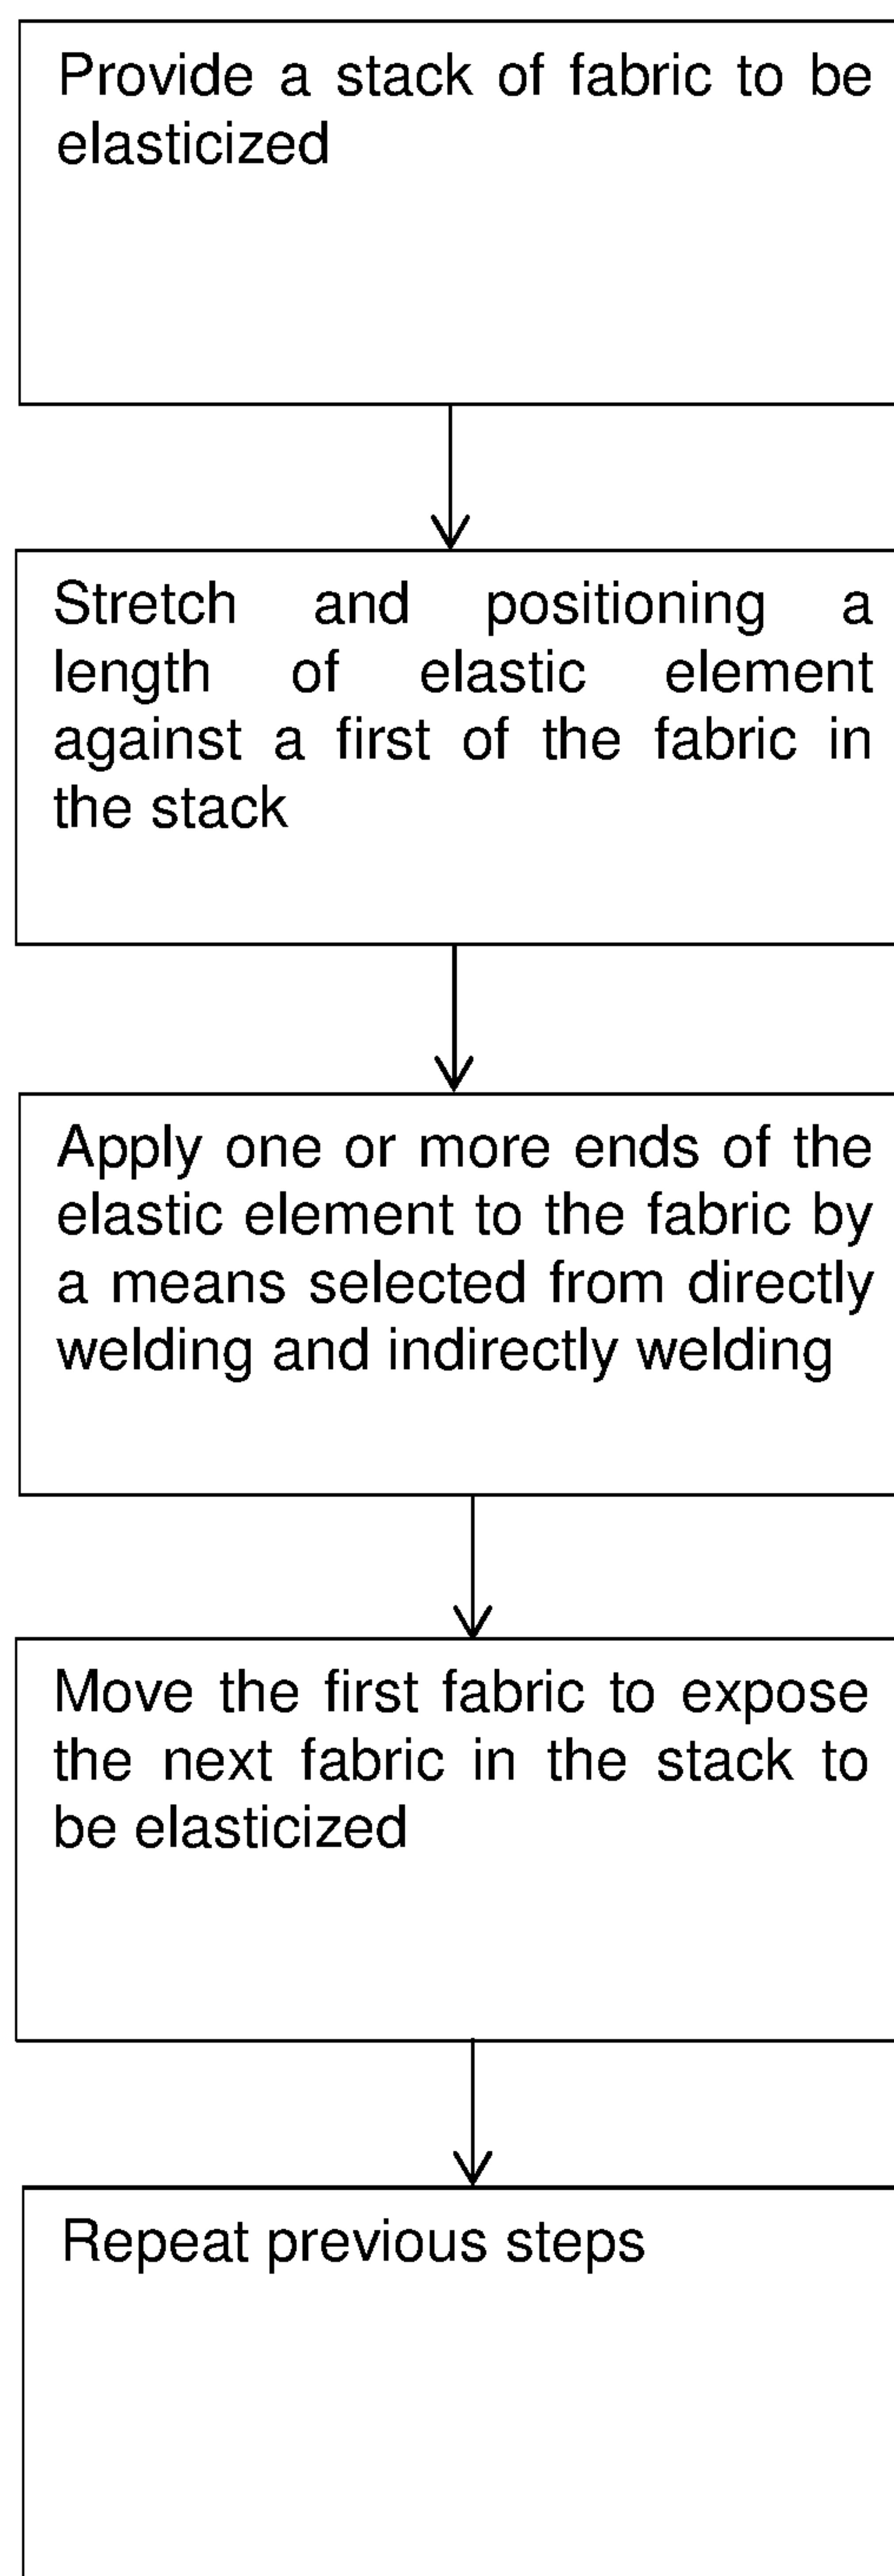 Provide a stack of fabric to be
elasticized
Stretch and positioning a
length of elastic element
against a first of the fabric in
the stack
Apply one or more ends of the
elastic element to the fabric by
a means selected from directly
welding and indirectly welding
Move the first fabric to expose
the next fabric in the stack to
be elasticized
Repeat previous steps